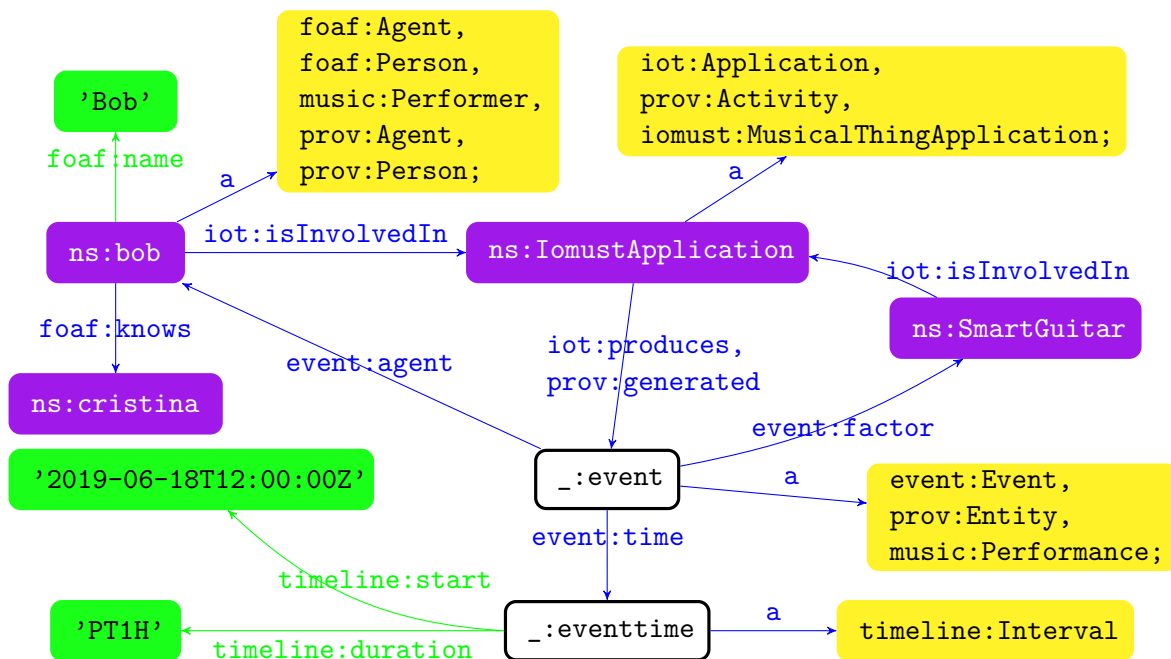 foaf:Agent,
foaf:Person,
music:Performer,
prov:Agent,
prov:Person;
iot:Application,
prov:Activity,
iomust:MusicalThingApplication;
’Bob’
foaf:name
a
a
ns:bob
iot:isInvolvedIn
ns:IomustApplication
iot:isInvolvedIn
ns:SmartGuitar
foaf:knows
event:agent
iot:produces,
prov:generated
ns:cristina
event:factor
’2019-06-18T12:00:00Z’
_:event
a
event:Event,
prov:Entity,
music:Performance;
event:time
timeline:start
’PT1H’
timeline:duration
_:eventtime
a
timeline:Interval